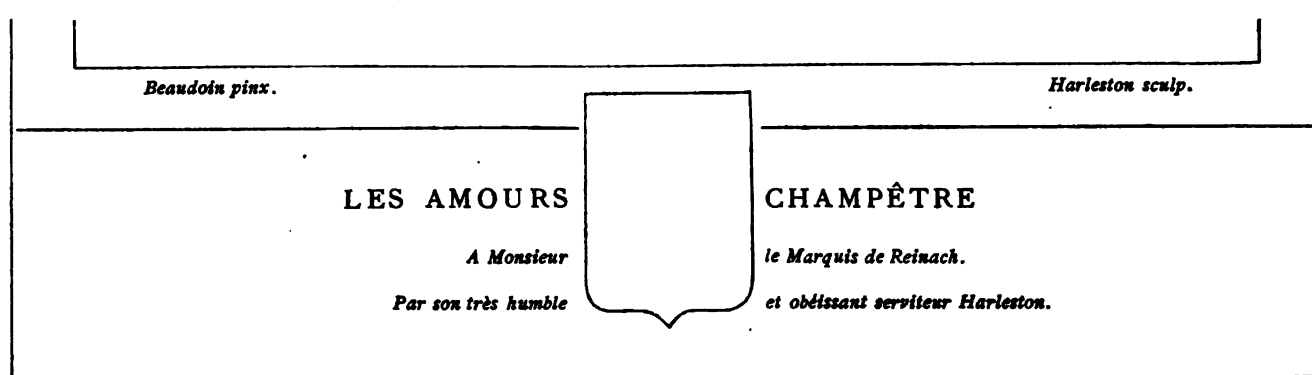 Beaudoin pinx. Harleston sculp.
LES AMOURS CHAMPÊTRE
A Monsieur le Marquis de Reinach.
Par son très humble et obéissant serviteur Harleston.